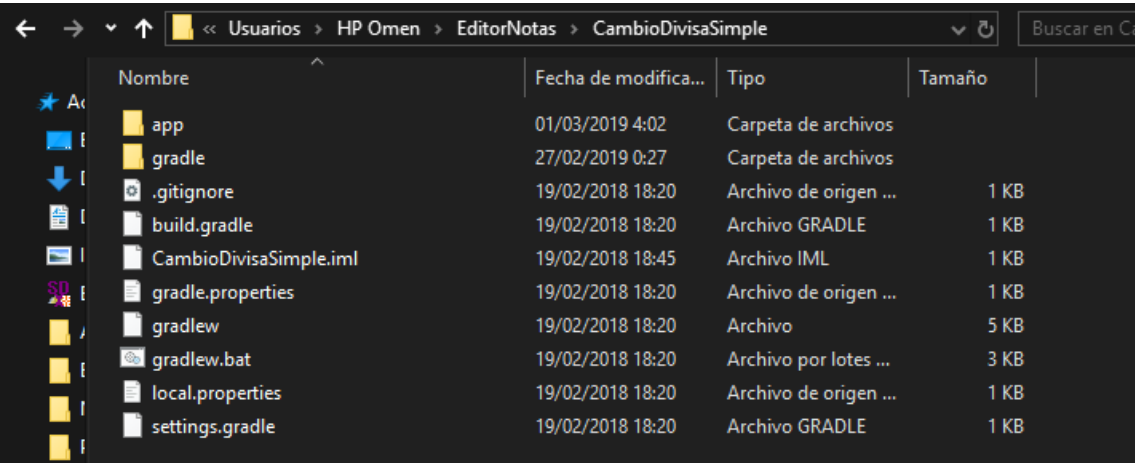 « Usuarios > HP Omen > EditorNotas > CambioDivisaSimple Buscar en Ca
Nombre Fecha de modifica... Tipo Tamaño
app 01/03/2019 4:02 Carpeta de archivos
gradle 27/02/2019 0:27 Carpeta de archivos
.gitignore 19/02/2018 18:20 Archivo de origen ... 1 KB
build.gradle 19/02/2018 18:20 Archivo GRADLE 1 KB
CambioDivisaSimple.iml 19/02/2018 18:45 Archivo IML 1 KB
gradle.properties 19/02/2018 18:20 Archivo de origen ... 1 KB
gradlew 19/02/2018 18:20 Archivo 5 KB
gradlew.bat 19/02/2018 18:20 Archivo por lotes ... 3 KB
local.properties 19/02/2018 18:20 Archivo de origen ... 1 KB
settings.gradle 19/02/2018 18:20 Archivo GRADLE 1 KB